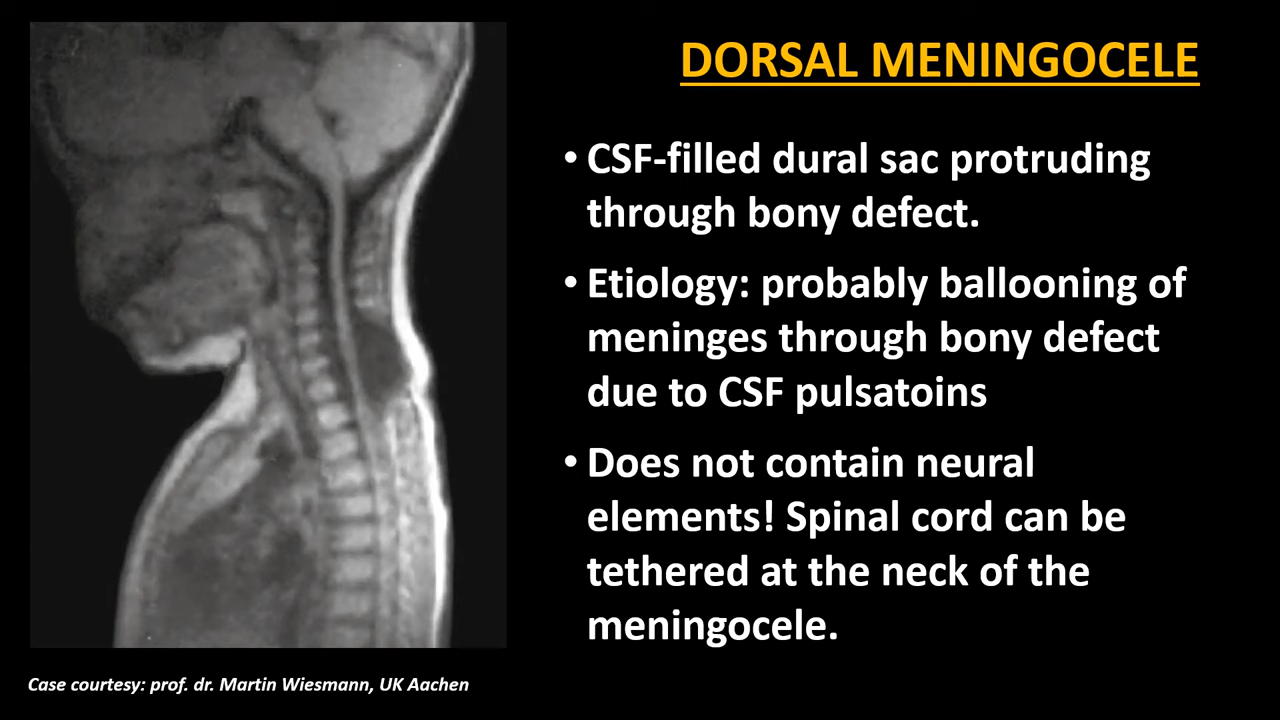 DORSAL MENINGOCELE
• CSF-filled dural sac protruding
through bony defect.
• Etiology: probably ballooning of
meninges through bony defect
due to CSF pulsatoins
• Does not contain neural
elements! Spinal cord can be
tethered at the neck of the
meningocele.
Case courtesy: prof. dr. Martin Wiesmann, UK Aachen